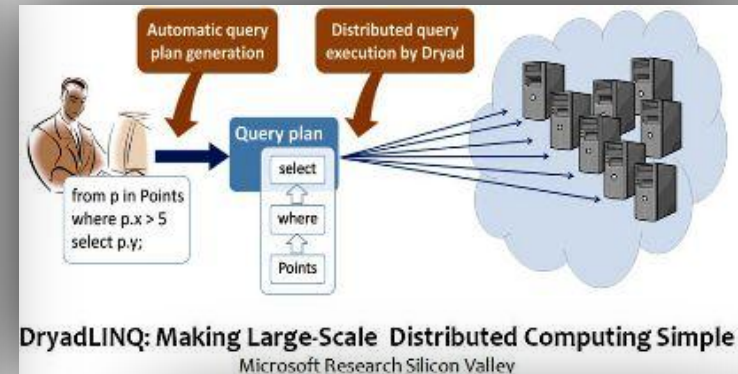 Automatic query
plan generation
Distributed query
execution by Dryad
Query plan
select
where
Points
from p in Points
where p.x > 5
select p.y;
DryadLINQ: Making Large-Scale Distributed Computing Simple
Microsoft Research Silicon Valley